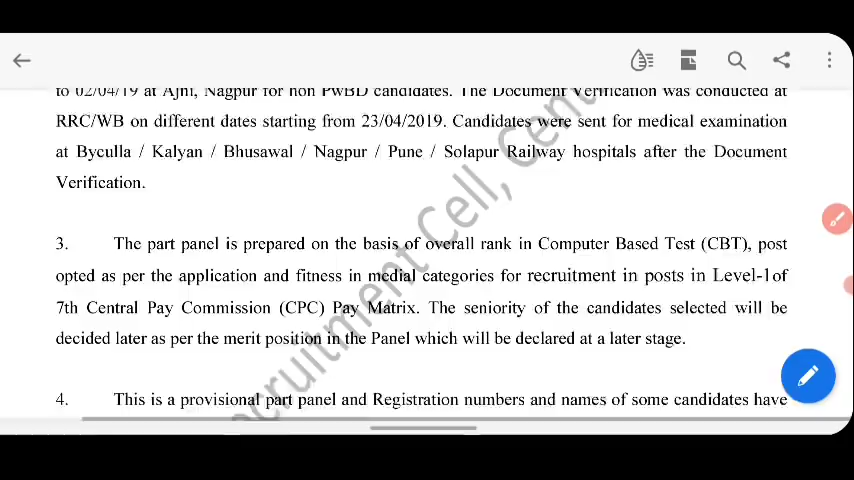 to 02/04/19 at Ajni, Nagpur for non PwBD candidates. The Document Verification was conducted at
RRC/WB on different dates starting from 23/04/2019. Candidates were sent for medical examination
at Byculla / Kalyan / Bhusawal / Nagpur / Pune / Solapur Railway hospitals after the Document
Verification.
3. The part panel is prepared on the basis of overall rank in Computer Based Test (CBT), post
opted as per the application and fitness in medial categories for recruitment in posts in Level-1of
7th Central Pay Commission (CPC) Pay Matrix. The seniority of the candidates selected will be
decided later as per the merit position in the Panel which will be declared at a later stage.
4. This is a provisional part panel and Registration numbers and names of some candidates have
ecruitment Cell, Cent